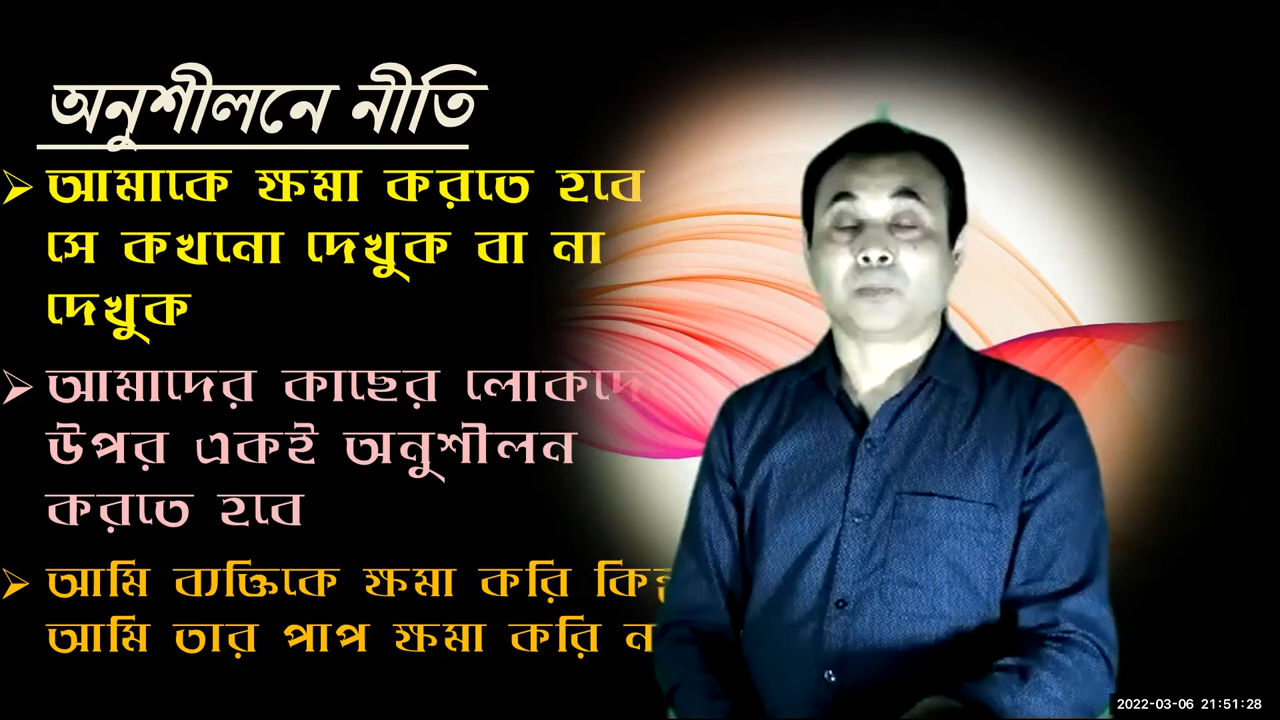 অনুশীলনে নীতি
➢ আমাকে ক্ষমা করতে হবে
সে কখনো দেখুক বা না
দেখুক
➢ আমাদের কাছের
উপর একই অনুশীলন
করতে হবে
➢ আমি ব্যক্তিকে ক্ষমা করি
আমি তার পাপ ক্ষমা করি
2022-03-06 21:51:28